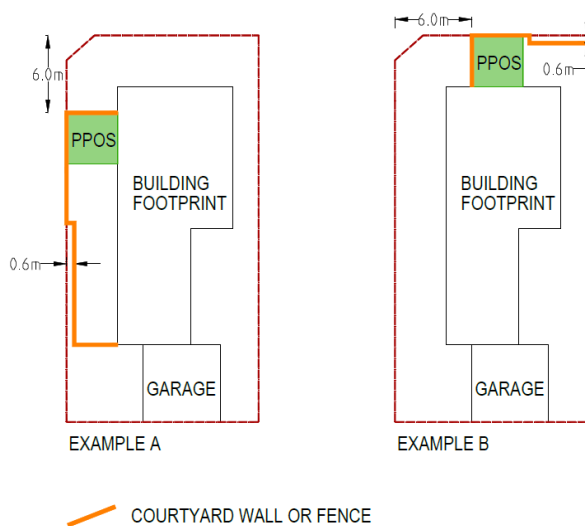 6.0m
PPOS
BUILDING
FOOTPRINT
0.6m
GARAGE
EXAMPLE A
6.0m
PPOS
0.6m
BUILDING
FOOTPRINT
GARAGE
EXAMPLE B
COURTYARD WALL OR FENCE